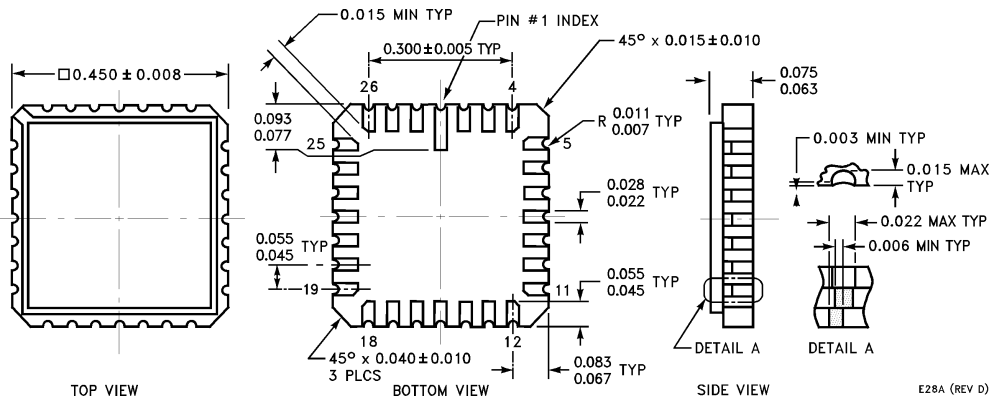 0.015 MIN TYP
PIN #1 INDEX
0.300±0.005 TYP
45° x 0.015±0.010
□0.450±0.008
26
4
0.075
0.063
0.093
0.077
25
R 0.011
0.007 TYP
5
0.003 MIN TYP
0.015 MAX
TYP
0.028
0.022 TYP
0.022 MAX TYP
0.006 MIN TYP
0.055
0.045 TYP
0.055
0.045 TYP
19
11
18
12
45° x 0.040±0.010
3 PLCS
0.083
0.067 TYP
DETAIL A
DETAIL A
TOP VIEW
BOTTOM VIEW
SIDE VIEW
E28A (REV D)